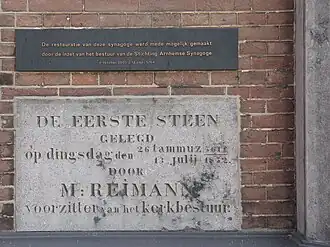 De restauratie van deze synagoge werd mede mogelijk gemaakt
door de inzet van het bestuur van de Stichting Arnhemse Synagoge
DE EERSTE STEEN
GELEGD
op dingsdag den 26 tammuz 5612
13 julij 1852.
DOOR
M: REIMANN
voorzitter van het kerkbestuur.